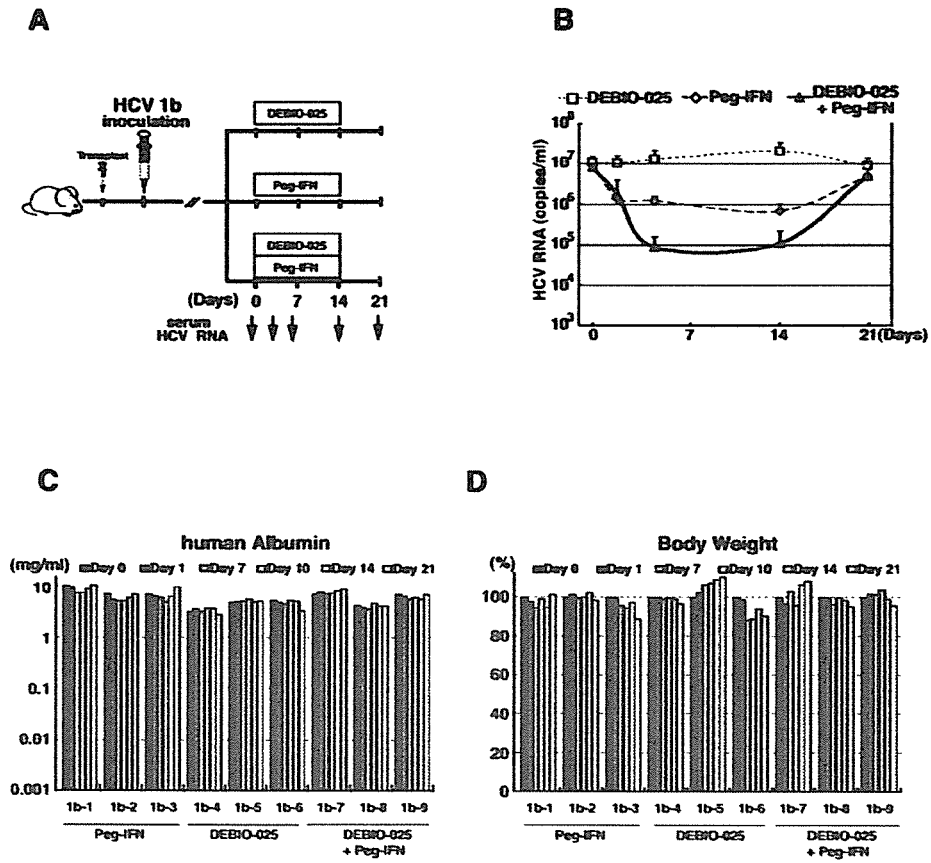 A
HCV 1b
inoculation
Transplant
DEBIO-025
Peg-IFN
DEBIO-025
Peg-IFN
(Days) 0 7 14 21
serum
HCV RNA
B
DEBIO-025 Peg-IFN DEBIO-025
+ Peg-IFN
HCV RNA (copies/ml)
10⁸
10⁷
10⁶
10⁵
10⁴
10³
0 7 14 21(Days)
C
human Albumin
(mg/ml) Day 0 Day 1 Day 7 Day 10 Day 14 Day 21
10
1
0.1
0.01
0.001
1b-1 1b-2 1b-3 1b-4 1b-5 1b-6 1b-7 1b-8 1b-9
Peg-IFN DEBIO-025 DEBIO-025
+ Peg-IFN
D
Body Weight
(%) Day 0 Day 1 Day 7 Day 10 Day 14 Day 21
100
80
60
40
20
0
1b-1 1b-2 1b-3 1b-4 1b-5 1b-6 1b-7 1b-8 1b-9
Peg-IFN DEBIO-025 DEBIO-025
+ Peg-IFN